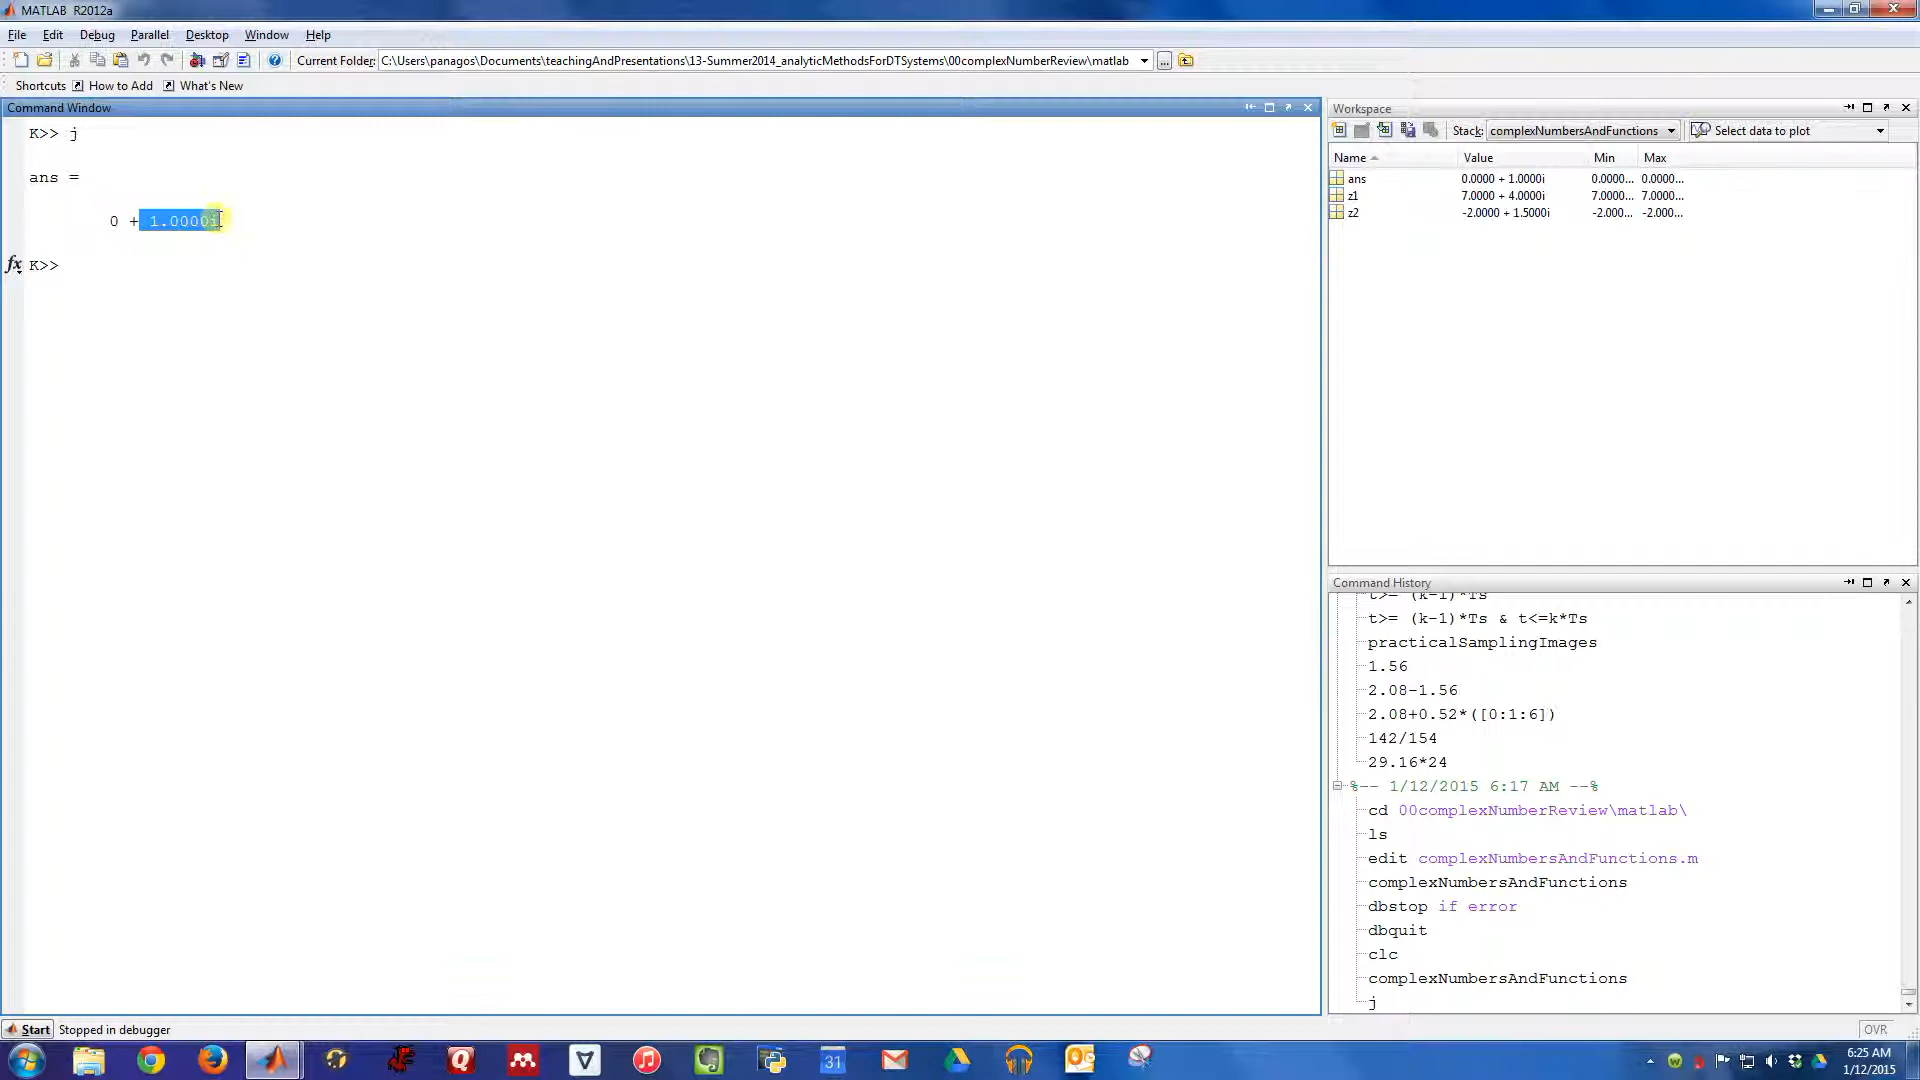 MATLAB R2012a
File Edit Debug Parallel Desktop Window Help
Current Folder: C:\Users\panagos\Documents\teachingAndPresentations\13-Summer2014_analyticMethodsForDTSystems\00complexNumberReview\matlab ...
Shortcuts How to Add What's New
Command Window
K>> j
ans =
0 + 1.0000i
fx K>>
Workspace
Stack: complexNumbersAndFunctions Select data to plot
Name Value Min Max
ans 0.0000 + 1.0000i 0.0000... 0.0000...
z1 7.0000 + 4.0000i 7.0000... 7.0000...
z2 -2.0000 + 1.5000i -2.000... -2.000...
Command History
t>= (k-1)*Ts
t>= (k-1)*Ts & t<=k*Ts
practicalSamplingImages
1.56
2.08-1.56
2.08+0.52*([0:1:6])
142/154
29.16*24
%-- 1/12/2015 6:17 AM --%
cd 00complexNumberReview\matlab\
ls
edit complexNumbersAndFunctions.m
complexNumbersAndFunctions
dbstop if error
dbquit
clc
complexNumbersAndFunctions
j
Start Stopped in debugger
OVR
31
6:25 AM
1/12/2015